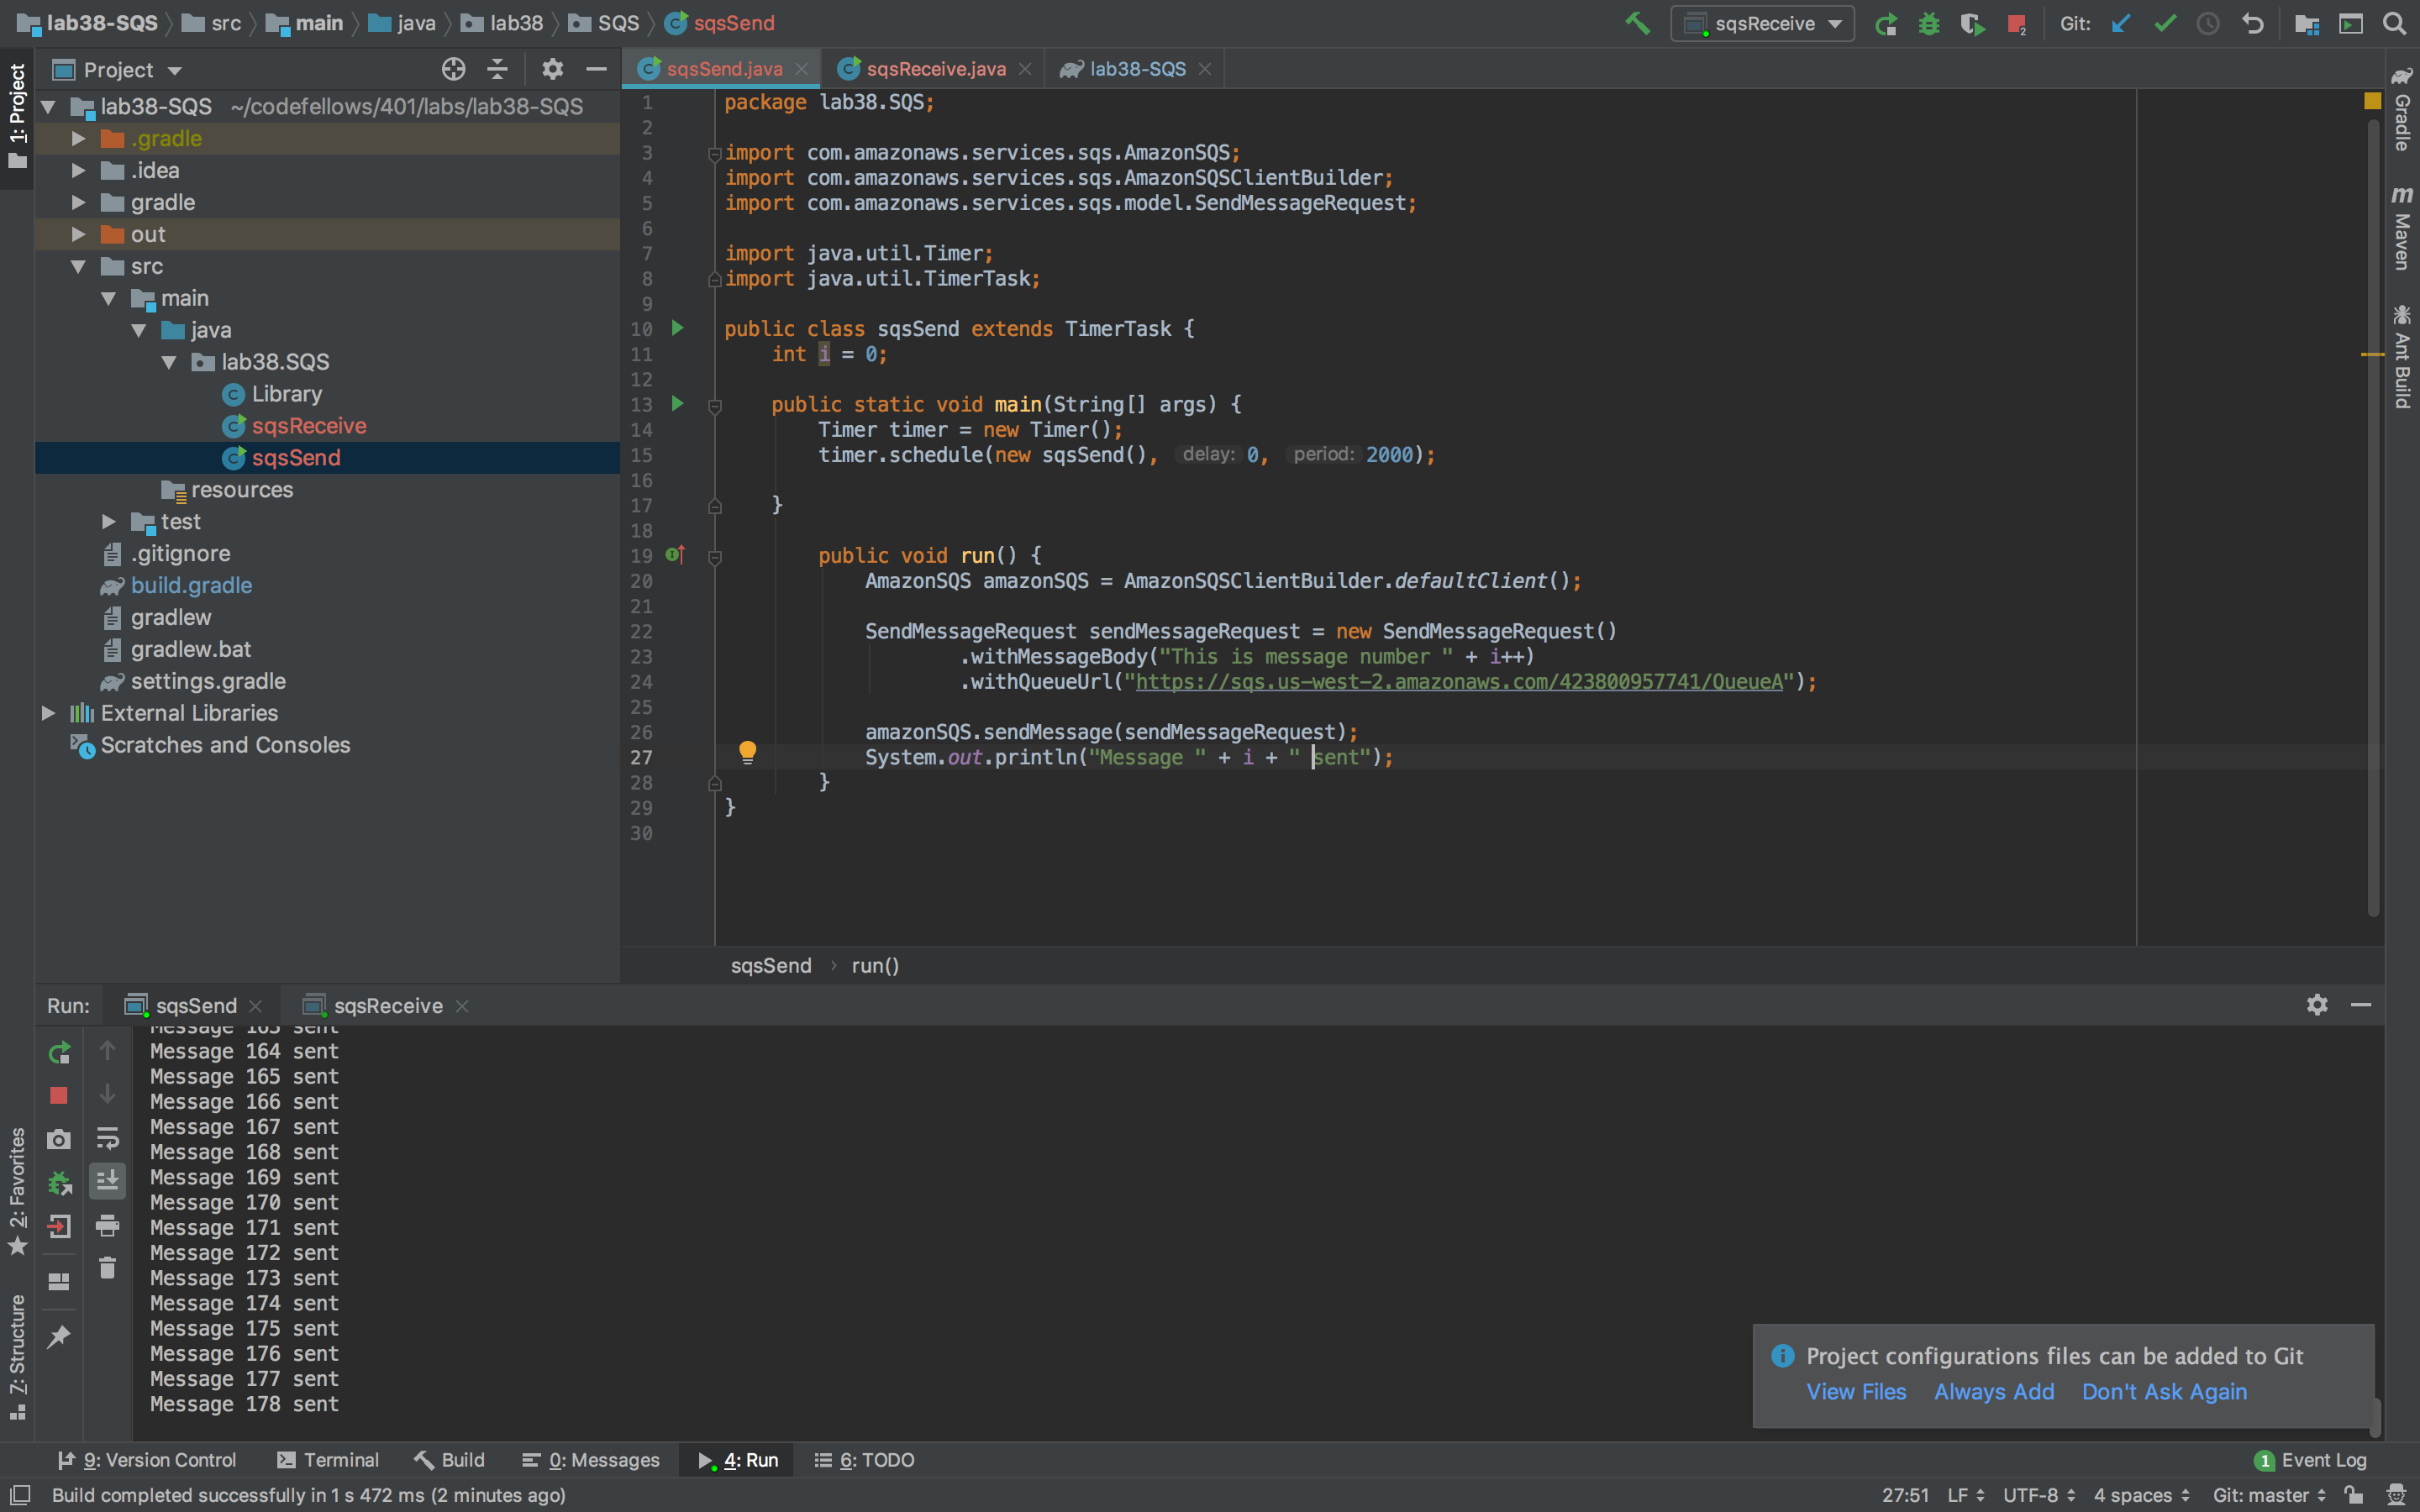 lab38-SQS src main java lab38 SQS sqsSend
sqsReceive
2
Git:
1: Project
Project
sqsSend.java
sqsReceive.java
lab38-SQS
lab38-SQS ~/codefellows/401/labs/lab38-SQS
.gradle
.idea
gradle
out
src
main
java
lab38.SQS
Library
sqsReceive
sqsSend
resources
test
.gitignore
build.gradle
gradlew
gradlew.bat
settings.gradle
External Libraries
Scratches and Consoles
1 package lab38.SQS;
2
3 import com.amazonaws.services.sqs.AmazonSQS;
4 import com.amazonaws.services.sqs.AmazonSQSClientBuilder;
5 import com.amazonaws.services.sqs.model.SendMessageRequest;
6
7 import java.util.Timer;
8 import java.util.TimerTask;
9
10 public class sqsSend extends TimerTask {
11 int i = 0;
12
13 public static void main(String[] args) {
14 Timer timer = new Timer();
15 timer.schedule(new sqsSend(), delay: 0, period: 2000);
16
17 }
18
19 public void run() {
20 AmazonSQS amazonSQS = AmazonSQSClientBuilder.defaultClient();
21
22 SendMessageRequest sendMessageRequest = new SendMessageRequest()
23 .withMessageBody("This is message number " + i++)
24 .withQueueUrl("https://sqs.us-west-2.amazonaws.com/423800957741/QueueA");
25
26 amazonSQS.sendMessage(sendMessageRequest);
27 System.out.println("Message " + i + " sent");
28 }
29 }
30
sqsSend › run()
Gradle
Maven
Ant Build
Run: sqsSend sqsReceive
Message 163 sent
Message 164 sent
Message 165 sent
Message 166 sent
Message 167 sent
Message 168 sent
Message 169 sent
Message 170 sent
Message 171 sent
Message 172 sent
Message 173 sent
Message 174 sent
Message 175 sent
Message 176 sent
Message 177 sent
Message 178 sent
2: Favorites
7: Structure
Project configurations files can be added to Git
View Files Always Add Don't Ask Again
9: Version Control Terminal Build 0: Messages 4: Run 6: TODO
1 Event Log
Build completed successfully in 1 s 472 ms (2 minutes ago)
27:51 LF UTF-8 4 spaces Git: master